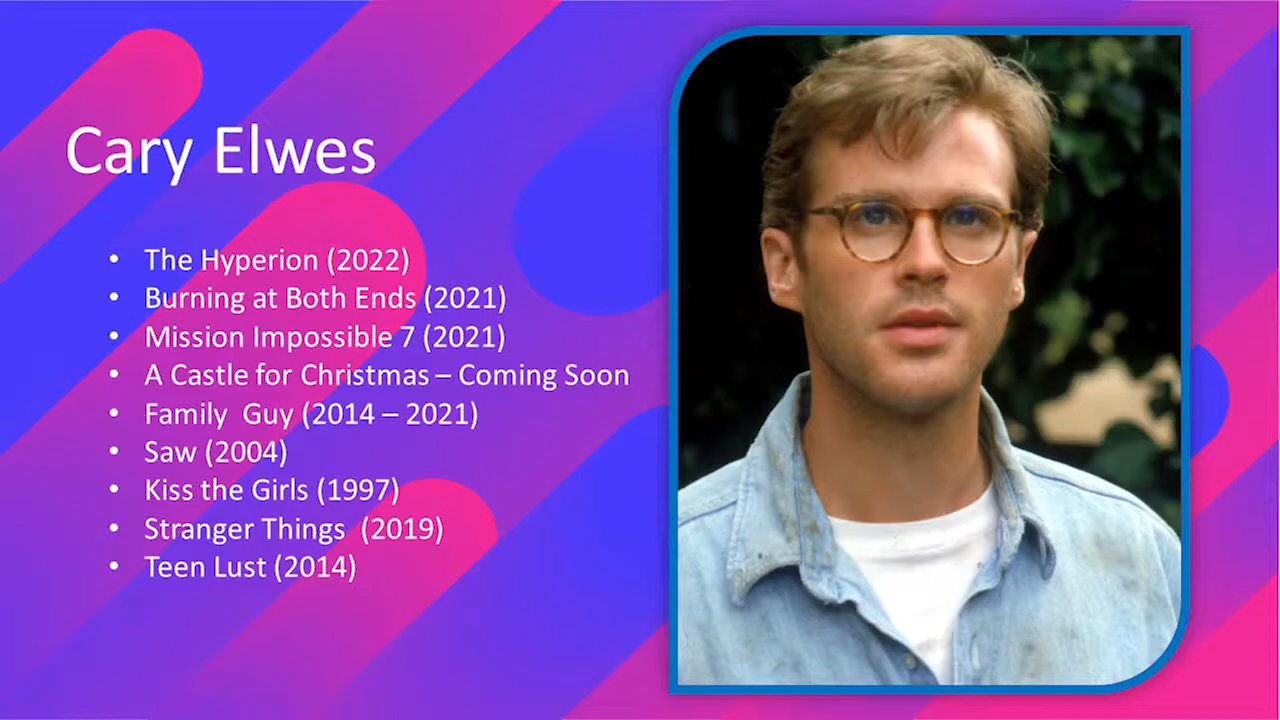 Cary Elwes
• The Hyperion (2022)
• Burning at Both Ends (2021)
• Mission Impossible 7 (2021)
• A Castle for Christmas – Coming Soon
• Family  Guy (2014 – 2021)
• Saw (2004)
• Kiss the Girls (1997)
• Stranger Things  (2019)
• Teen Lust (2014)